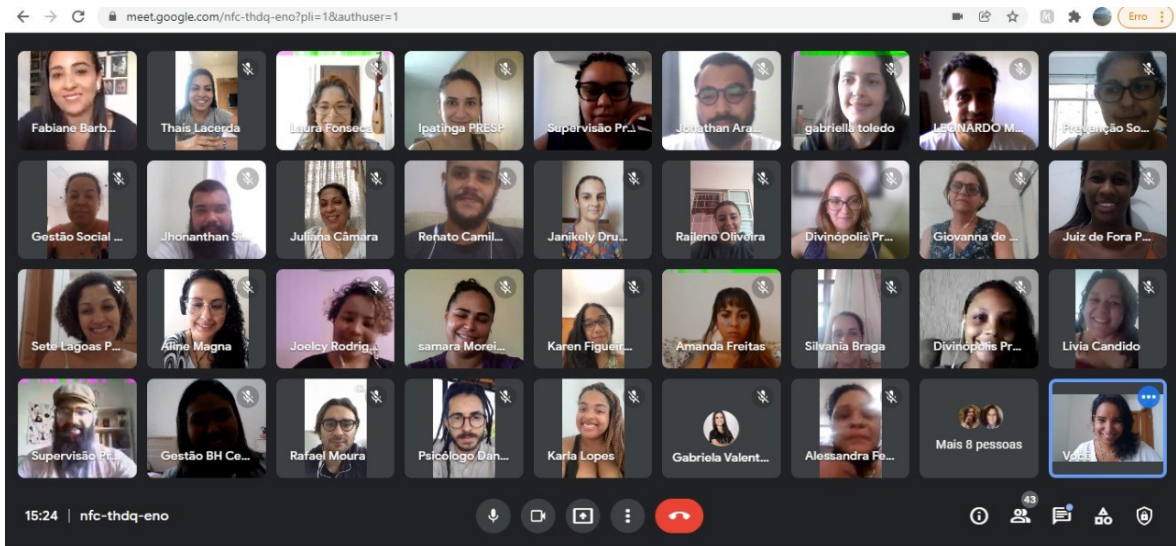 meet.google.com/nfc-thdq-eno?pli=1&authuser=1
Erro
Fabiane Barb...
Thais Lacerda
Laura Fonseca
Ipatinga PRESP
Supervisão Pr...
Jonathan Ara...
gabriella toledo
LEONARDO M...
Prevenção So...
Gestão Social ...
Jhonanthan S...
Juliana Câmara
Renato Camil...
Janikely Dru...
Railene Oliveira
Divinópolis Pr...
Giovanna de ...
Juiz de Fora P...
Sete Lagoas P...
Aline Magna
Joelcy Rodrig...
samara Morei...
Karen Figueir...
Amanda Freitas
Silvania Braga
Divinópolis Pr...
Livia Candido
Supervisão Pr...
Gestão BH Ce...
Rafael Moura
Psicólogo Dan...
Karla Lopes
Gabriela Valent...
Alessandra Fe...
Mais 8 pessoas
Você
15:24 | nfc-thdq-eno
43